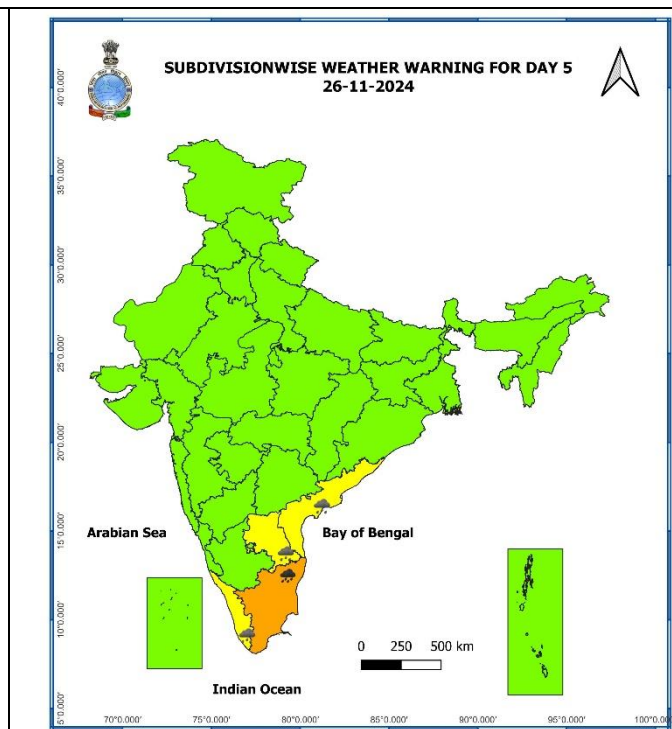 SUBDIVISIONWISE WEATHER WARNING FOR DAY 5
26-11-2024
40°0.000'
35°0.000'
30°0.000'
25°0.000'
20°0.000'
15°0.000'
10°0.000'
5°0.000'
Arabian Sea
Bay of Bengal
0 250 500 km
Indian Ocean
70°0.000' 75°0.000' 80°0.000' 85°0.000' 90°0.000' 95°0.000' 100°0.00